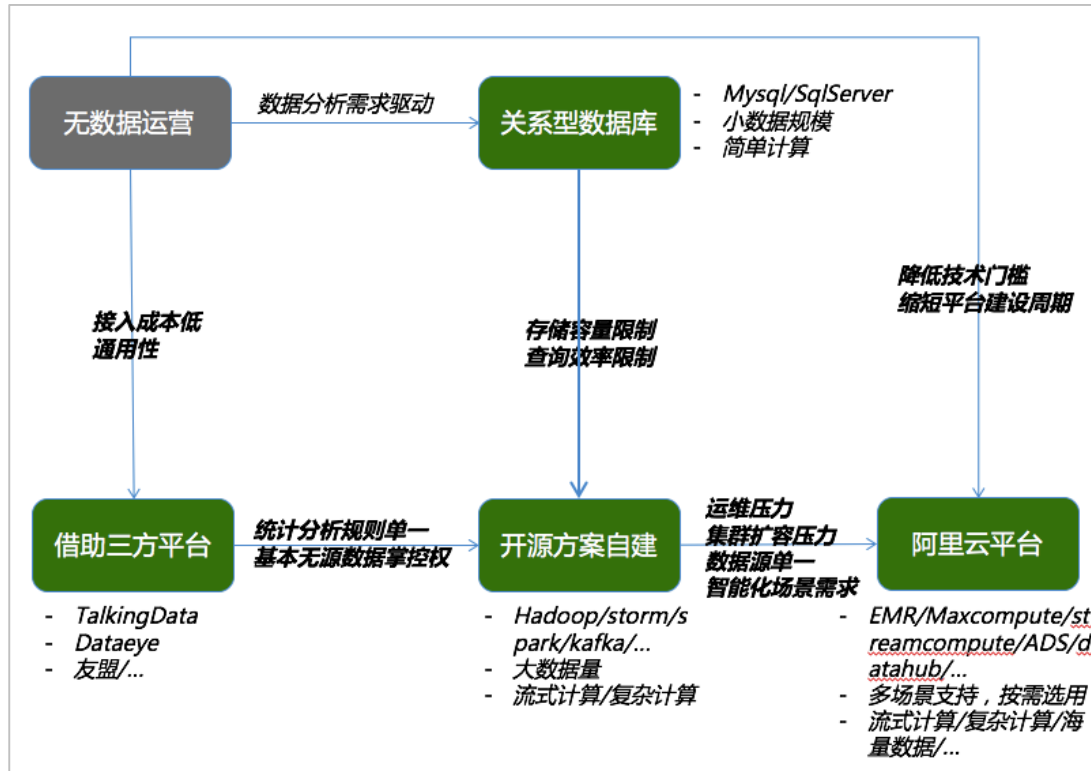 无数据运营
数据分析需求驱动
关系型数据库
- Mysql/SqlServer
- 小数据规模
- 简单计算
接入成本低
通用性
存储容量限制
查询效率限制
降低技术门槛
缩短平台建设周期
借助三方平台
统计分析规则单一
基本无源数据掌控权
开源方案自建
运维压力
集群扩容压力
数据源单一
智能化场景需求
阿里云平台
- TalkingData
- Dataeye
- 友盟/...
- Hadoop/storm/s
park/kafka/...
- 大数据量
- 流式计算/复杂计算
- EMR/Maxcompute/st
reamcompute/ADS/d
atahub/...
- 多场景支持，按需选用
- 流式计算/复杂计算/海
量数据/...